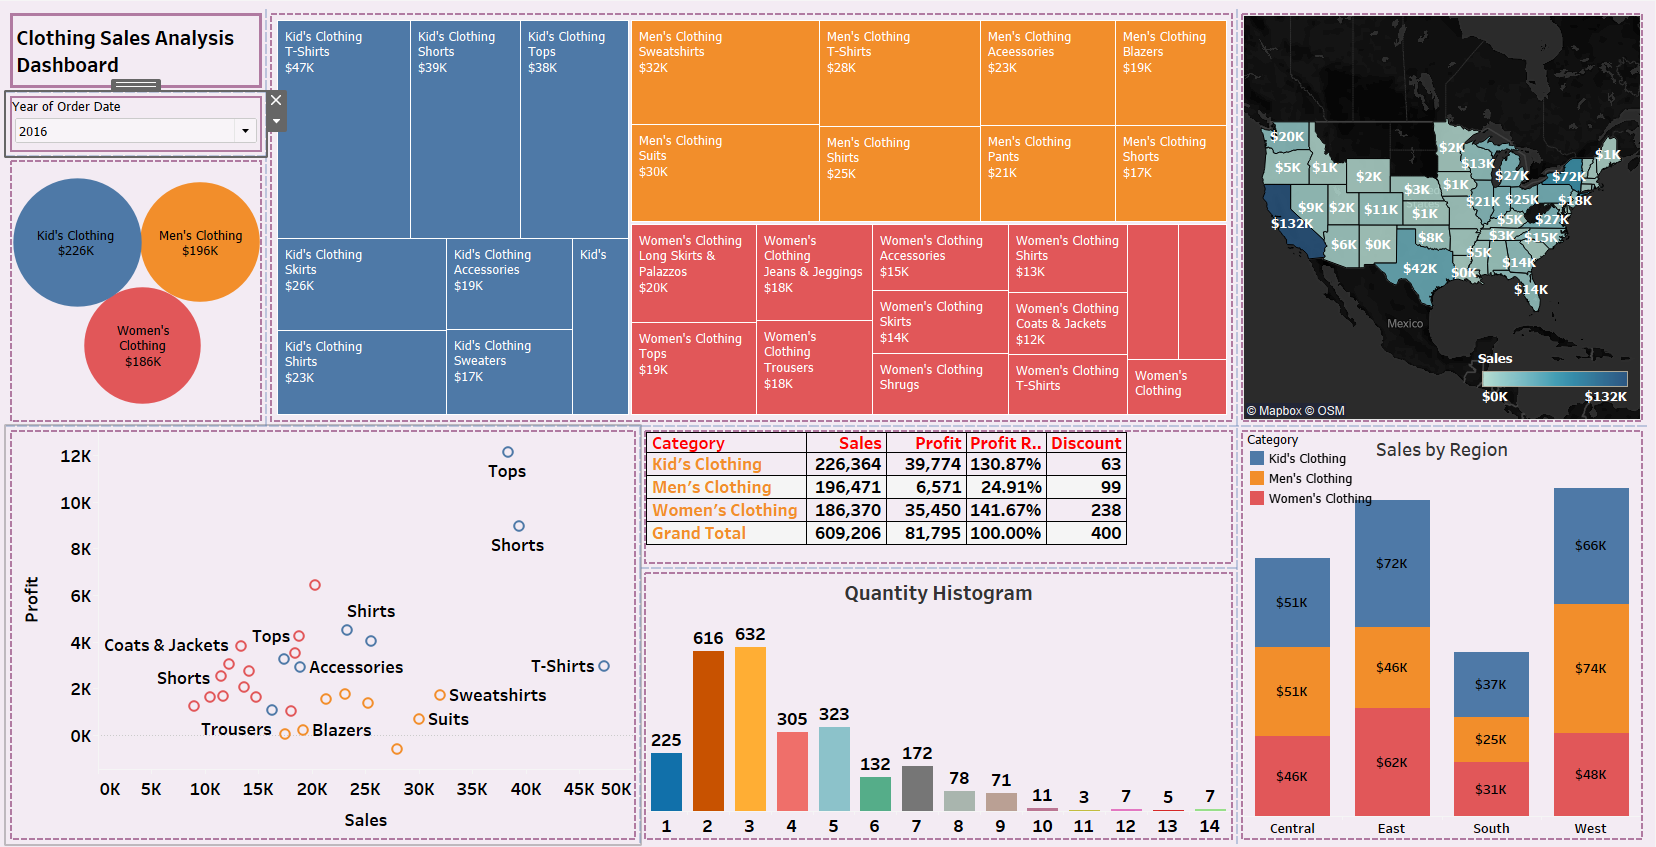 Clothing Sales Analysis
Dashboard
Year of Order Date
2016
Kid's Clothing
$226K
Men's Clothing
$196K
Women's
Clothing
$186K
Kid's Clothing
T-Shirts
$47K
Kid's Clothing
Shorts
$39K
Kid's Clothing
Tops
$38K
Kid's Clothing
Skirts
$26K
Kid's Clothing
Accessories
$19K
Kid's
Kid's Clothing
Shirts
$23K
Kid's Clothing
Sweaters
$17K
Men's Clothing
Sweatshirts
$32K
Men's Clothing
T-Shirts
$28K
Men's Clothing
Aceessories
$23K
Men's Clothing
Blazers
$19K
Men's Clothing
Suits
$30K
Men's Clothing
Shirts
$25K
Men's Clothing
Pants
$21K
Men's Clothing
Shorts
$17K
Women's Clothing
Long Skirts &
Palazzos
$20K
Women's
Clothing
Jeans & Jeggings
$18K
Women's Clothing
Accessories
$15K
Women's Clothing
Shirts
$13K
Women's Clothing
Skirts
$14K
Women's Clothing
Coats & Jackets
$12K
Women's Clothing
Tops
$19K
Women's
Clothing
Trousers
$18K
Women's Clothing
Shrugs
Women's Clothing
T-Shirts
Women's
Clothing
$20K
$2K
$1K
$5K
$1K
$2K
$13K
$27K
$72K
$3K
$1K
$9K
$2K
$11K
$1K
$21K
$25K
$18K
$132K
$5K
$27K
$6K
$0K
$8K
$3K
$15K
$42K
$5K
$0K
$14K
$14K
Mexico
Sales
$0K
$132K
© Mapbox © OSM
Profit
12K
10K
8K
6K
4K
2K
0K
Tops
Shorts
Shirts
Tops
Coats & Jackets
Accessories
Shorts
T-Shirts
Sweatshirts
Suits
Trousers
Blazers
0K 5K 10K 15K 20K 25K 30K 35K 40K 45K 50K
Sales
Category Sales Profit Profit R.. Discount
Kid's Clothing 226,364 39,774 130.87% 63
Men's Clothing 196,471 6,571 24.91% 99
Women's Clothing 186,370 35,450 141.67% 238
Grand Total 609,206 81,795 100.00% 400
Quantity Histogram
225 616 632 305 323 132 172 78 71 11 3 7 5 7
1 2 3 4 5 6 7 8 9 10 11 12 13 14
Category
Kid's Clothing
Men's Clothing
Women's Clothing
Sales by Region
$51K
$51K
$46K
$72K
$46K
$62K
$37K
$25K
$31K
$66K
$74K
$48K
Central East South West